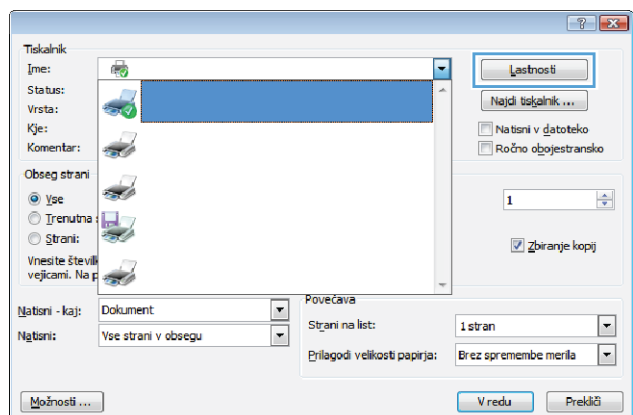 Tiskalnik
Ime:
Lastnosti
Status:
Najdi tiskalnik ...
Vrsta:
Kje:
Natisni v datoteko
Komentar:
Ročno obojestransko
Obseg strani
Vse
1
Trenutna
Strani:
Zbiranje kopij
Vnesite števil
vejicami. Na p
Povečava
Natisni - kaj:
Dokument
Strani na list:
1 stran
Natisni:
Vse strani v obsegu
Prilagodi velikosti papirja:
Brez spremembe merila
Možnosti ...
V redu
Prekliči